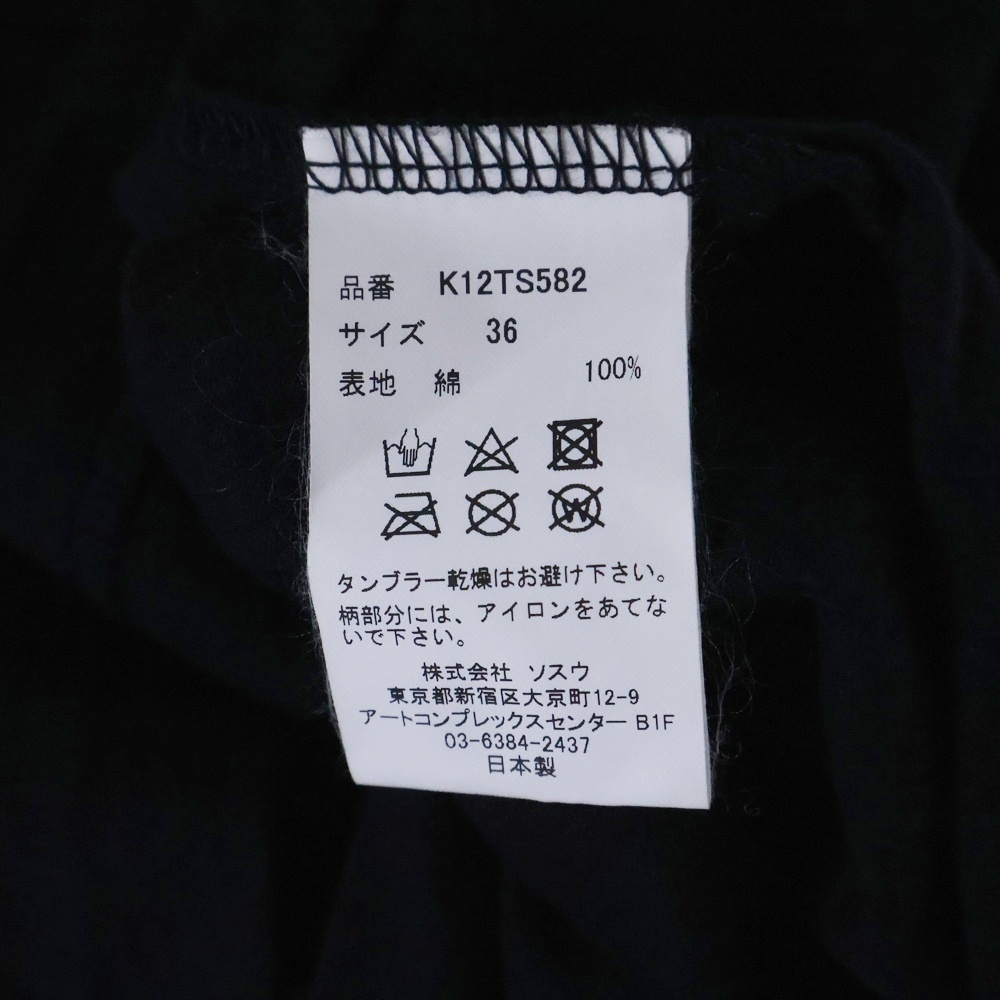 品番 K12TS582
サイズ 36
表地 綿 100%
タンブラー乾燥はお避け下さい。
柄部分には、アイロンをあてな
いで下さい。
株式会社 ソスウ
東京都新宿区大京町12-9
アートコンプレックスセンター B1F
03-6384-2437
日本製